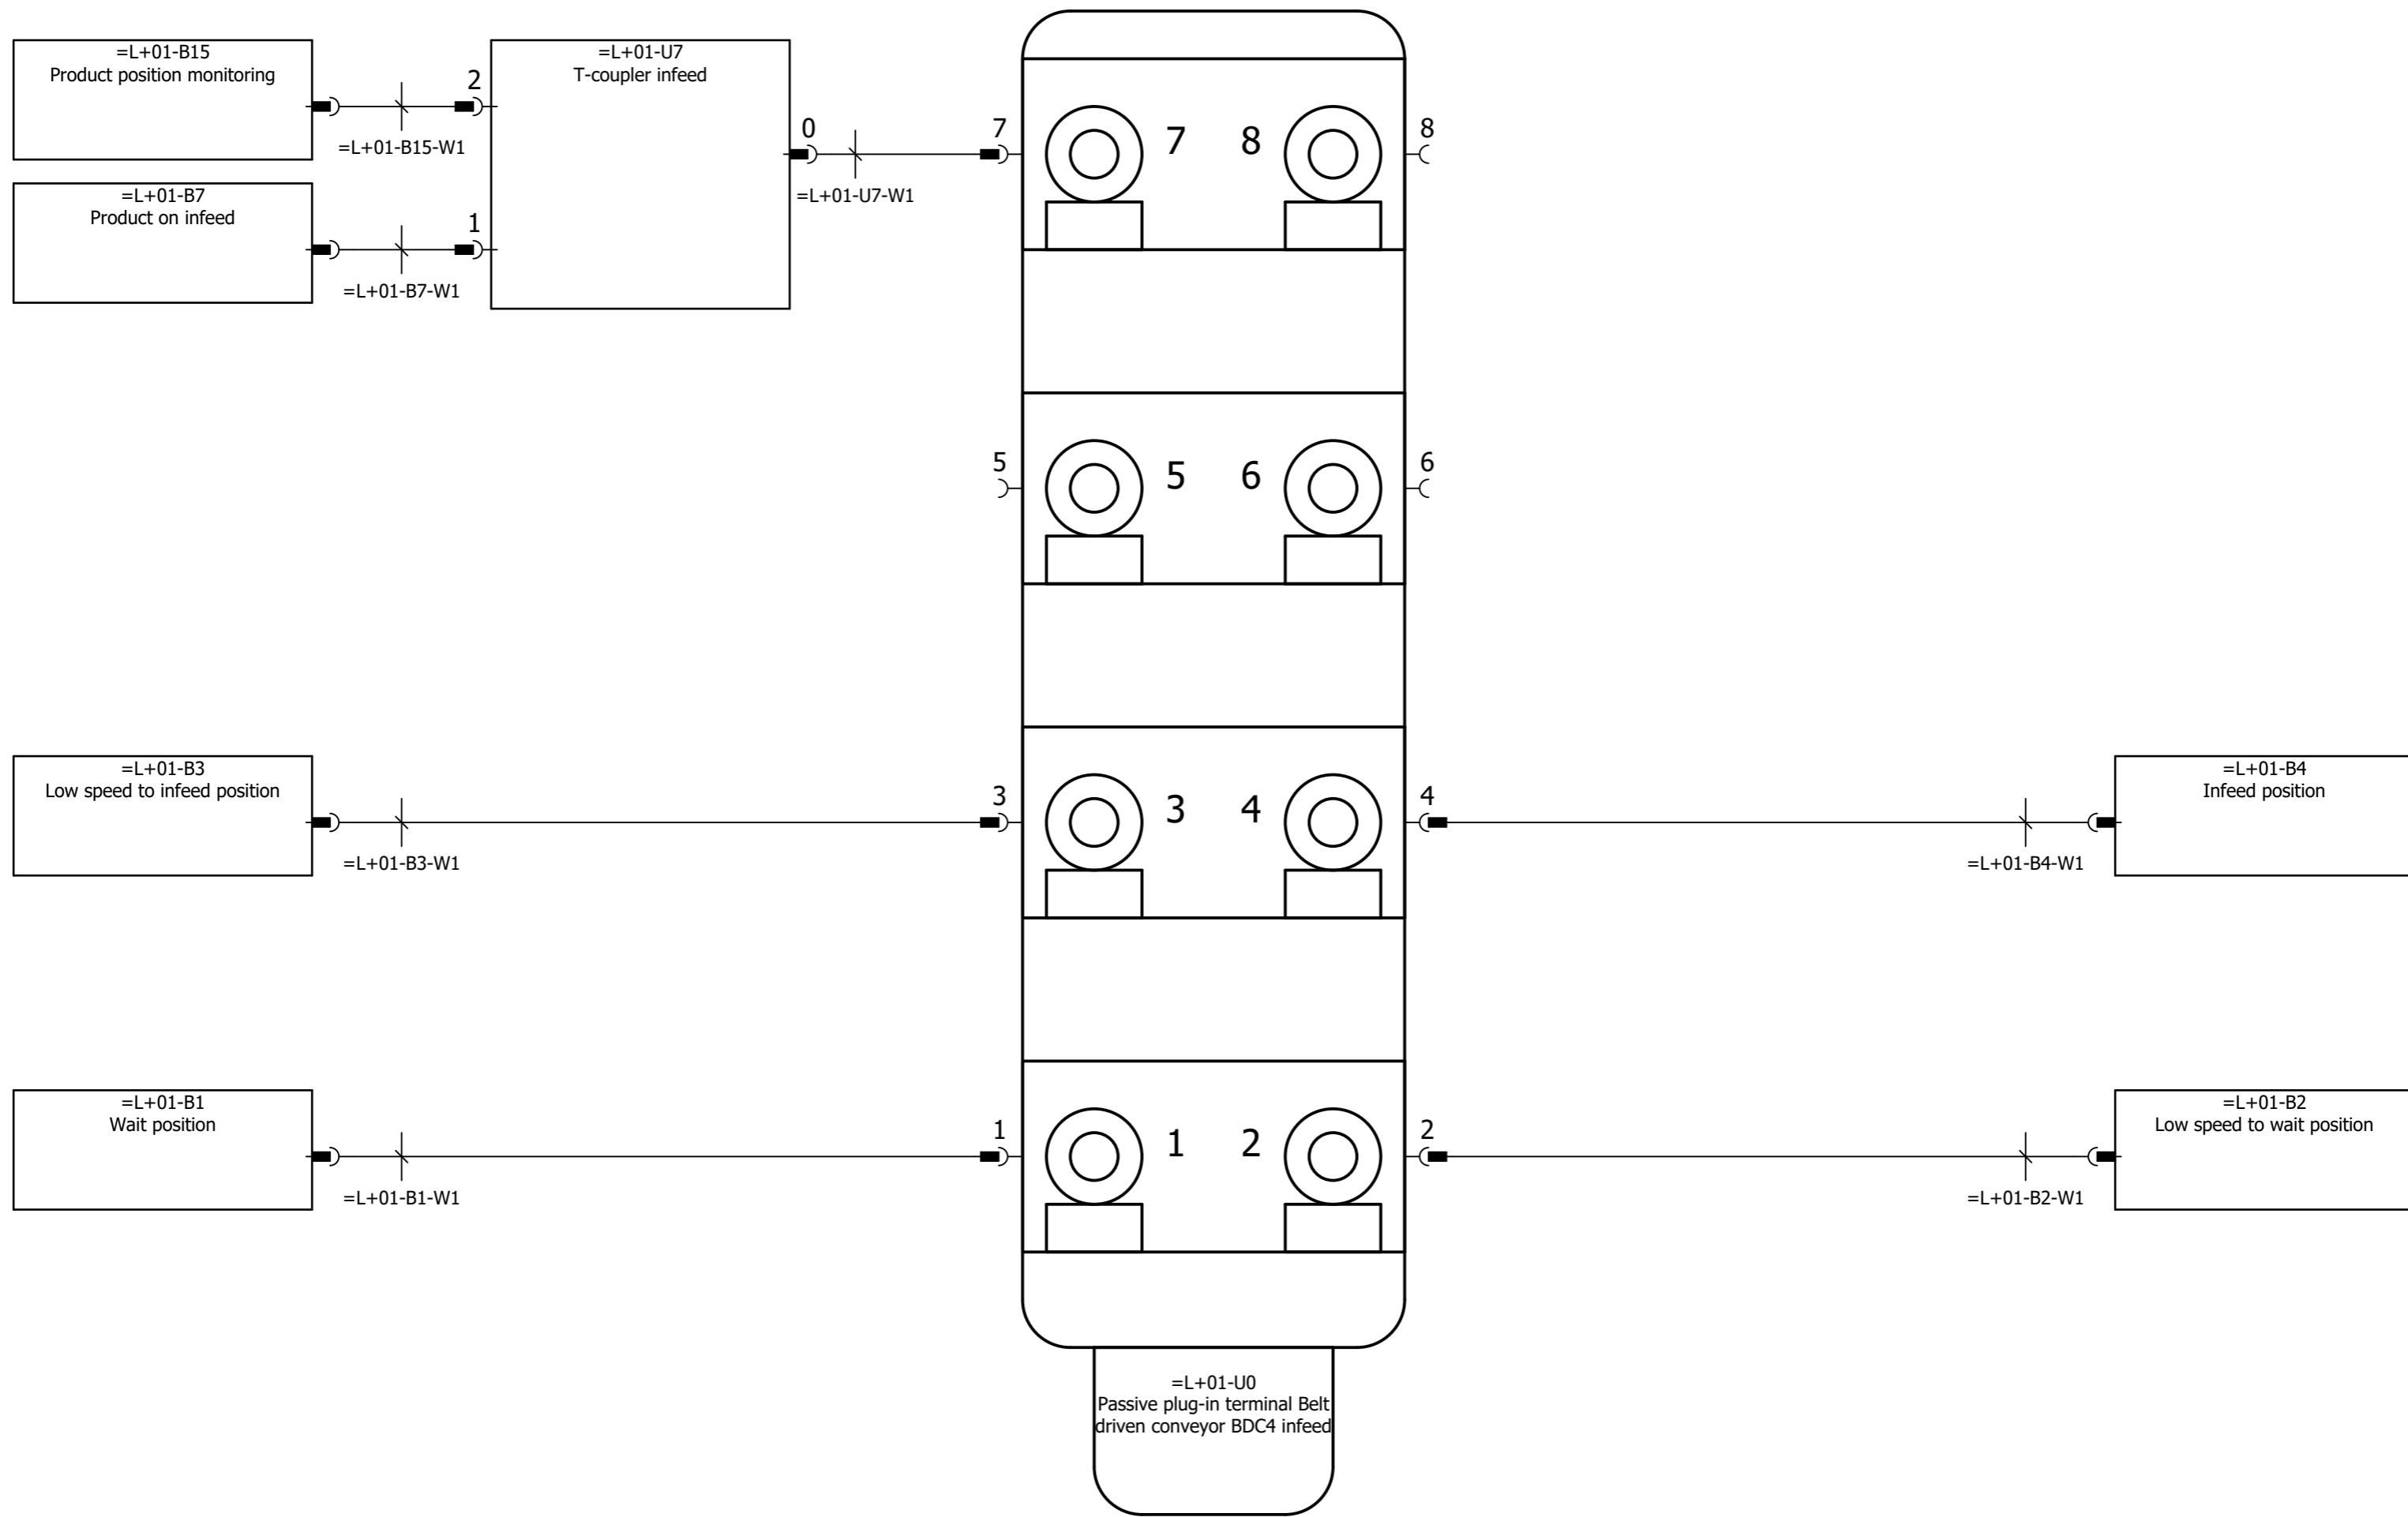 =L+01-B15
Product position monitoring
=L+01-B15-W1
=L+01-B7
Product on infeed
=L+01-B7-W1
2
1
=L+01-U7
T-coupler infeed
0
=L+01-U7-W1
7
7 8
8
5
5 6
6
=L+01-B3
Low speed to infeed position
=L+01-B3-W1
3
3 4
4
=L+01-B4-W1
=L+01-B4
Infeed position
=L+01-B1
Wait position
=L+01-B1-W1
1
1 2
2
=L+01-B2-W1
=L+01-B2
Low speed to wait position
=L+01-U0
Passive plug-in terminal Belt
driven conveyor BDC4 infeed